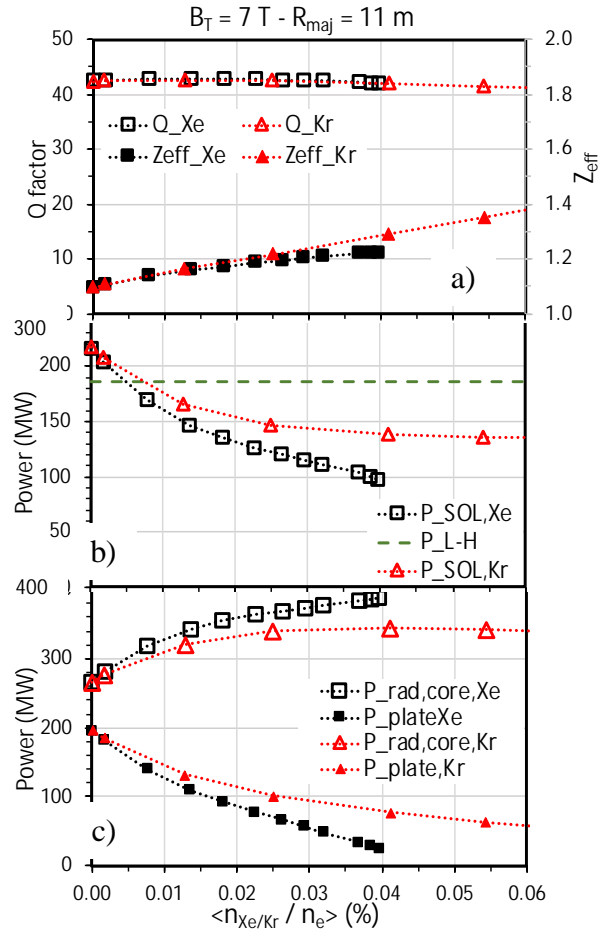 B_T = 7 T - R_maj = 11 m
50
40
30
20
10
0
Q factor
2.0
1.8
1.6
1.4
1.2
1.0
Z_eff
Q_Xe
Q_Kr
Zeff_Xe
Zeff_Kr
a)
300
200
150
100
50
Power (MW)
P_SOL,Xe
P_L-H
P_SOL,Kr
b)
400
300
200
100
0
Power (MW)
P_rad,core,Xe
P_plateXe
P_rad,core,Kr
P_plate,Kr
c)
0.00 0.01 0.02 0.03 0.04 0.05 0.06
<n_Xe/Kr / n_e> (%)